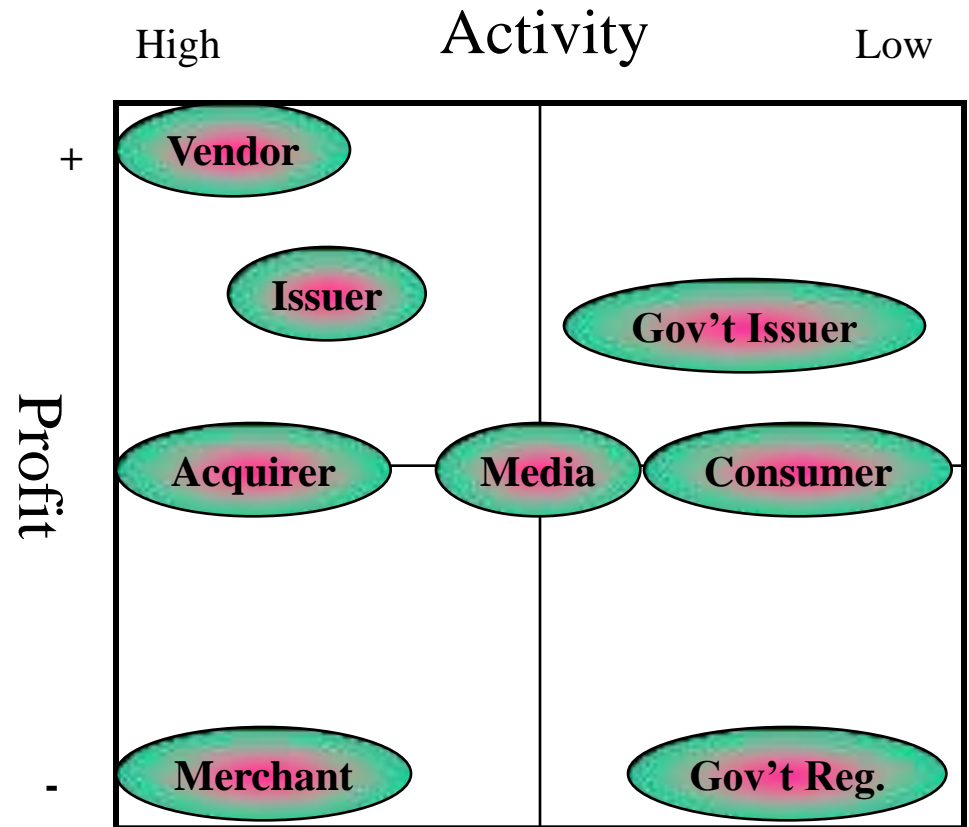 Activity
High
Low
+
Vendor
Issuer
Gov't Issuer
Profit
Acquirer
Media
Consumer
Merchant
Gov't Reg.
-